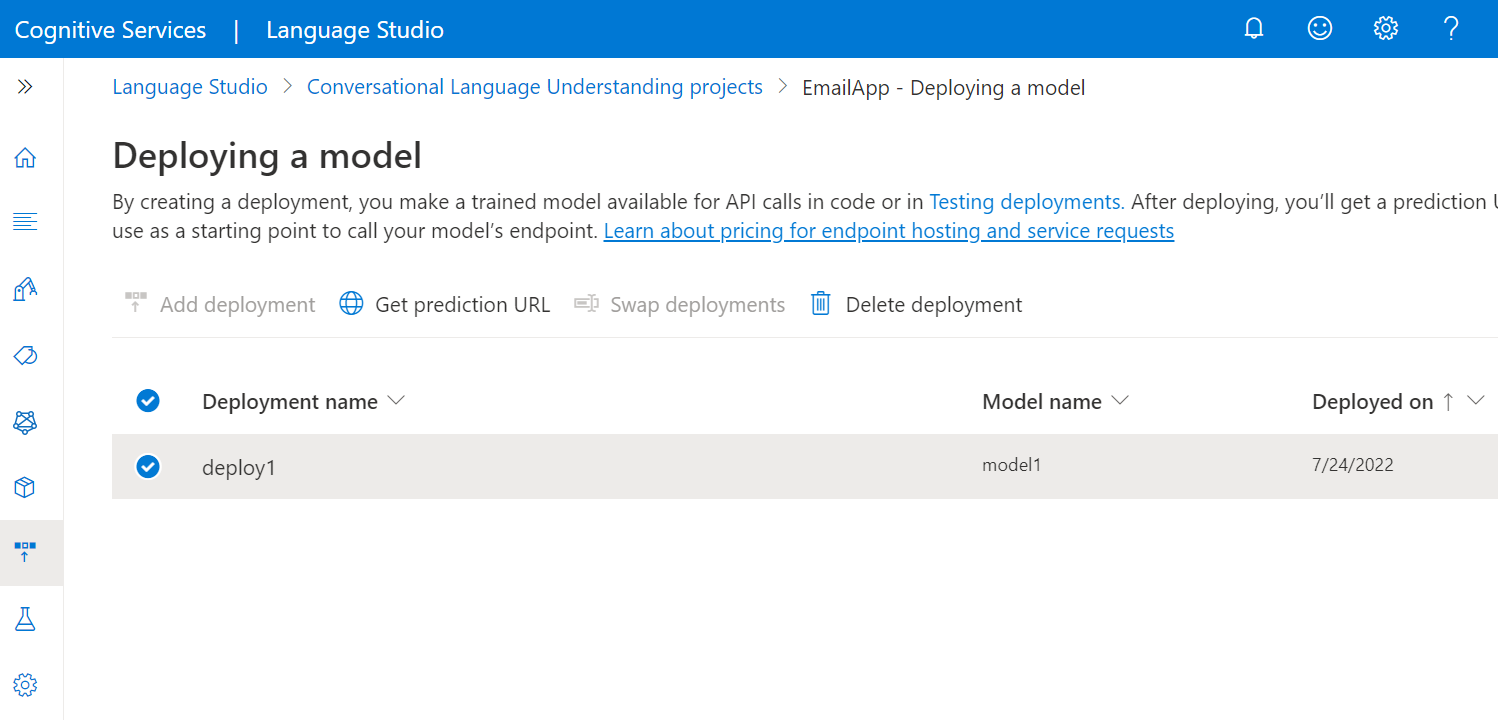 Cognitive Services | Language Studio
Language Studio > Conversational Language Understanding projects > EmailApp - Deploying a model
Deploying a model
By creating a deployment, you make a trained model available for API calls in code or in Testing deployments. After deploying, you’ll get a prediction U
use as a starting point to call your model’s endpoint. Learn about pricing for endpoint hosting and service requests
Add deployment Get prediction URL Swap deployments Delete deployment
Deployment name Model name Deployed on ↑
deploy1 model1 7/24/2022